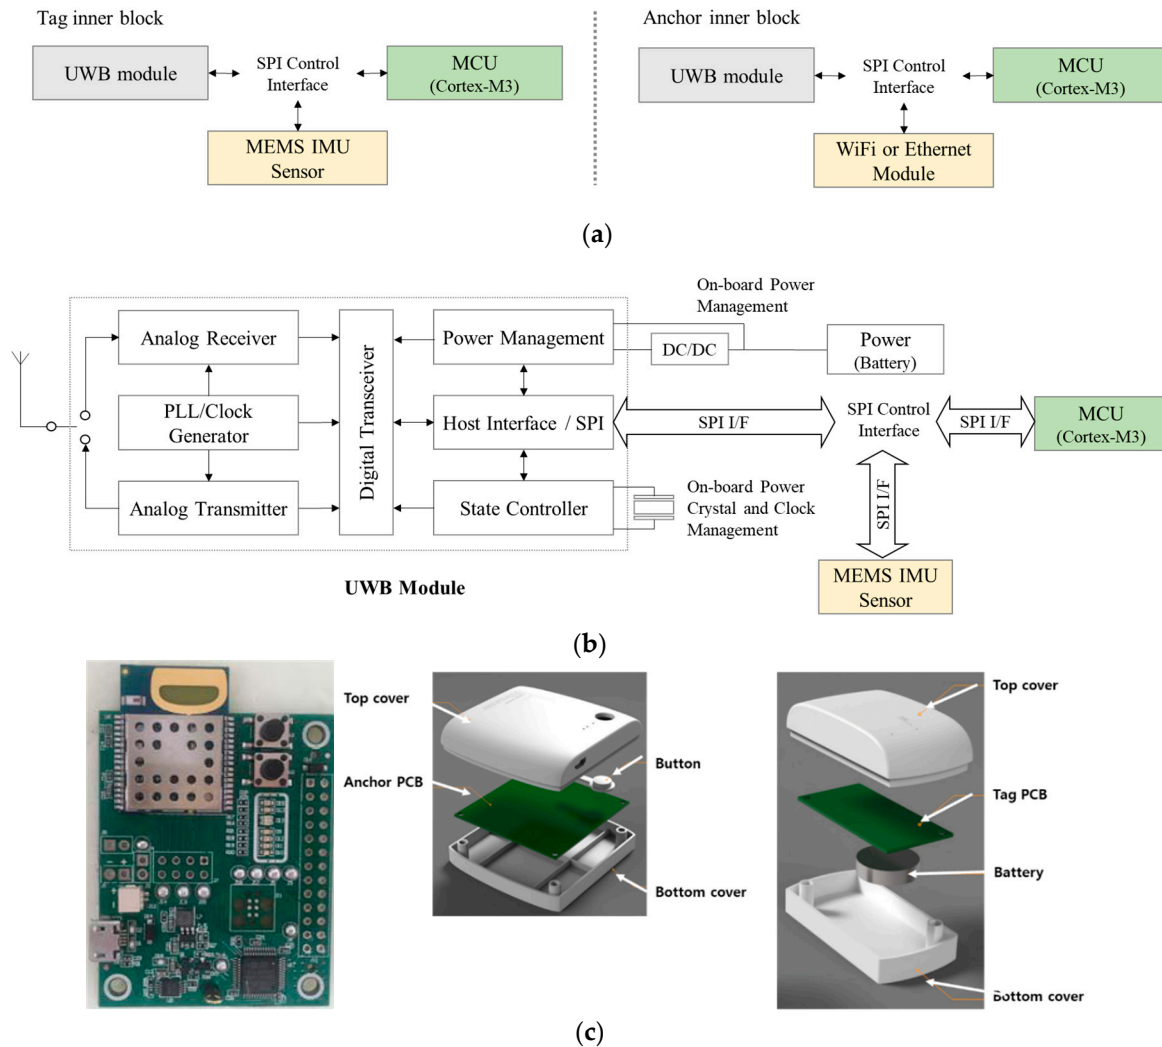 Tag inner block
UWB module
SPI Control
Interface
MCU
(Cortex-M3)
MEMS IMU
Sensor
Anchor inner block
UWB module
SPI Control
Interface
MCU
(Cortex-M3)
WiFi or Ethernet
Module
(a)
On-board Power
Management
Analog Receiver
Power Management
DC/DC
Power
(Battery)
PLL/Clock
Generator
Digital Transceiver
Host Interface / SPI
SPI I/F
SPI Control
Interface
SPI I/F
MCU
(Cortex-M3)
Analog Transmitter
State Controller
On-board Power
Crystal and Clock
Management
SPI I/F
MEMS IMU
Sensor
UWB Module
(b)
Top cover
Anchor PCB
Button
Bottom cover
Top cover
Tag PCB
Battery
Bottom cover
(c)